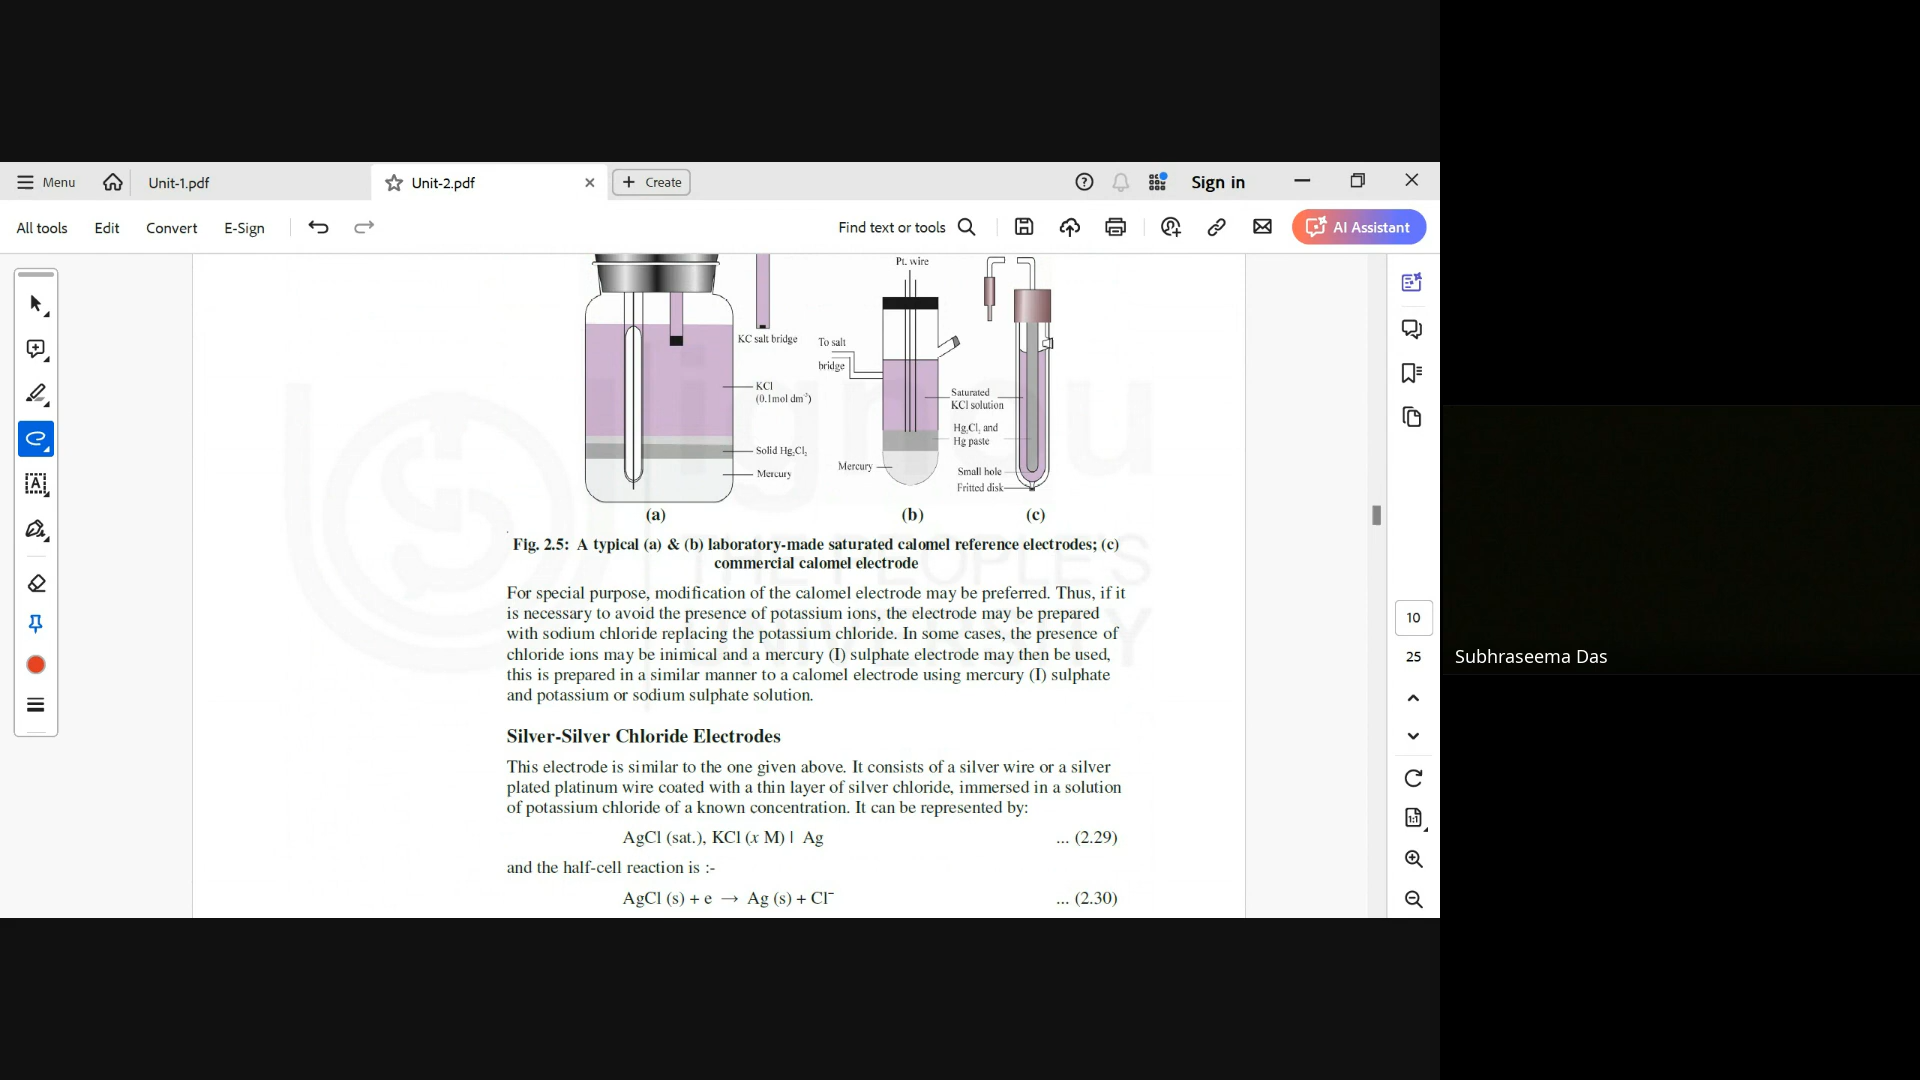 Menu
Unit-1.pdf
Unit-2.pdf
Create
Sign in
All tools
Edit
Convert
E-Sign
Find text or tools
AI Assistant
Pt. wire
KC salt bridge
To salt
bridge
KCl
(0.1mol dm⁻³)
Saturated
KCl solution
Hg₂Cl₂ and
Hg paste
Solid Hg₂Cl₂
Mercury
Mercury
Small hole
Fritted disk
(a)
(b)
(c)
Fig. 2.5: A typical (a) & (b) laboratory-made saturated calomel reference electrodes; (c)
commercial calomel electrode
For special purpose, modification of the calomel electrode may be preferred. Thus, if it
is necessary to avoid the presence of potassium ions, the electrode may be prepared
with sodium chloride replacing the potassium chloride. In some cases, the presence of
chloride ions may be inimical and a mercury (I) sulphate electrode may then be used,
this is prepared in a similar manner to a calomel electrode using mercury (I) sulphate
and potassium or sodium sulphate solution.
Silver-Silver Chloride Electrodes
This electrode is similar to the one given above. It consists of a silver wire or a silver
plated platinum wire coated with a thin layer of silver chloride, immersed in a solution
of potassium chloride of a known concentration. It can be represented by:
AgCl (sat.), KCl (x M) | Ag ... (2.29)
and the half-cell reaction is :-
AgCl (s) + e → Ag (s) + Cl⁻ ... (2.30)
ignou
THE PEOPLE'S
UNIVERSITY
10
25
Subhraseema Das